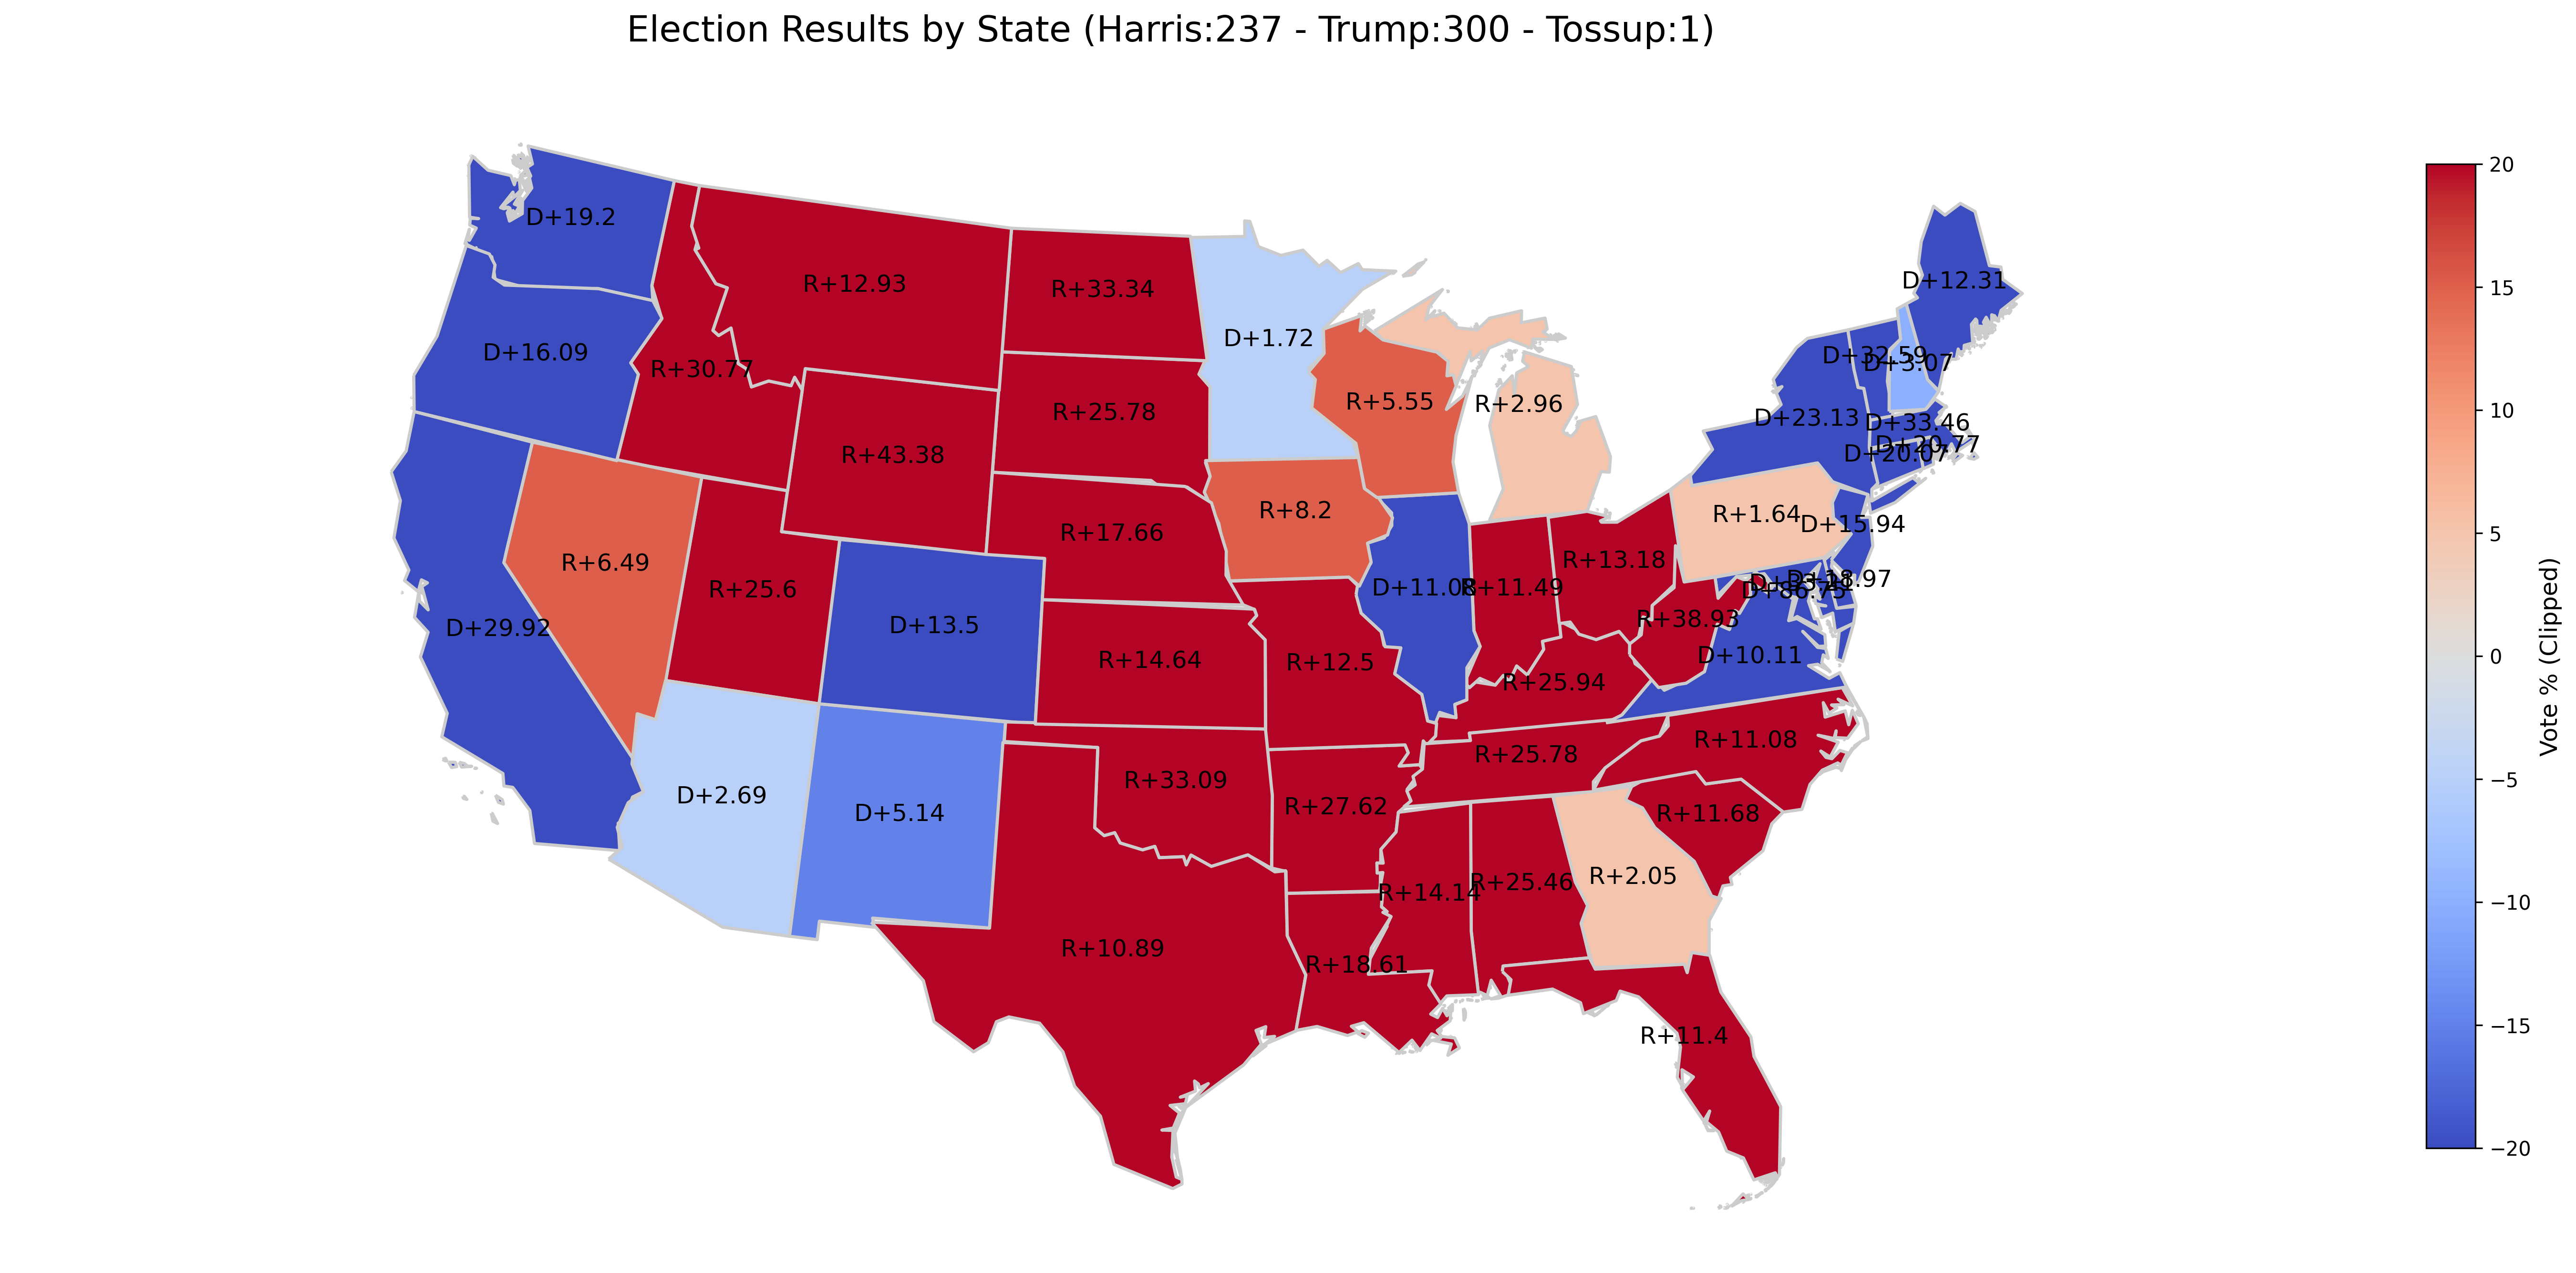 Election Results by State (Harris:237 - Trump:300 - Tossup:1)
D+19.2
R+12.93
R+33.34
D+12.31
D+16.09
R+30.77
D+1.72
D+32.59
D+3.07
R+25.78
R+5.55
R+2.96
D+23.13
D+33.46
D+20.77
D+20.07
R+43.38
R+8.2
R+1.64
D+15.94
R+17.66
R+6.49
R+25.6
D+11.08
R+11.49
R+13.18
D+86.75
R+38.93
D+29.92
D+13.5
R+14.64
R+12.5
R+25.94
D+10.11
R+11.08
R+25.78
D+2.69
D+5.14
R+33.09
R+27.62
R+11.68
R+14.14
R+25.46
R+2.05
R+10.89
R+18.61
R+11.4
20
15
10
5
0
−5
−10
−15
−20
Vote % (Clipped)